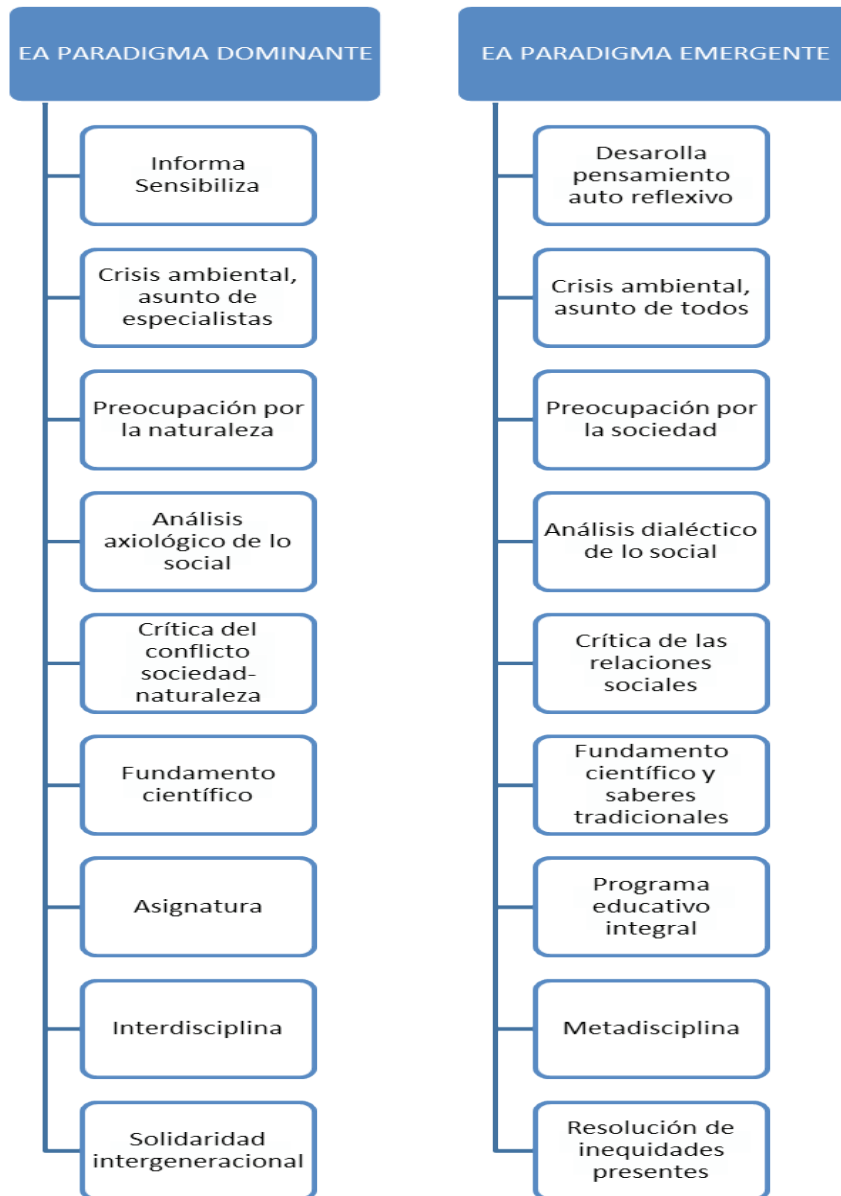 EA PARADIGMA DOMINANTE
Informa
Sensibiliza
Crisis ambiental,
asunto de
especialistas
Preocupación por
la naturaleza
Análisis
axiológico de lo
social
Crítica del
conflicto
sociedad-
naturaleza
Fundamento
científico
Asignatura
Interdisciplina
Solidaridad
intergeneracional
EA PARADIGMA EMERGENTE
Desarolla
pensamiento
auto reflexivo
Crisis ambiental,
asunto de todos
Preocupación por
la sociedad
Análisis dialéctico
de lo social
Crítica de las
relaciones
sociales
Fundamento
científico y
saberes
tradicionales
Programa
educativo
integral
Metadisciplina
Resolución de
inequidades
presentes